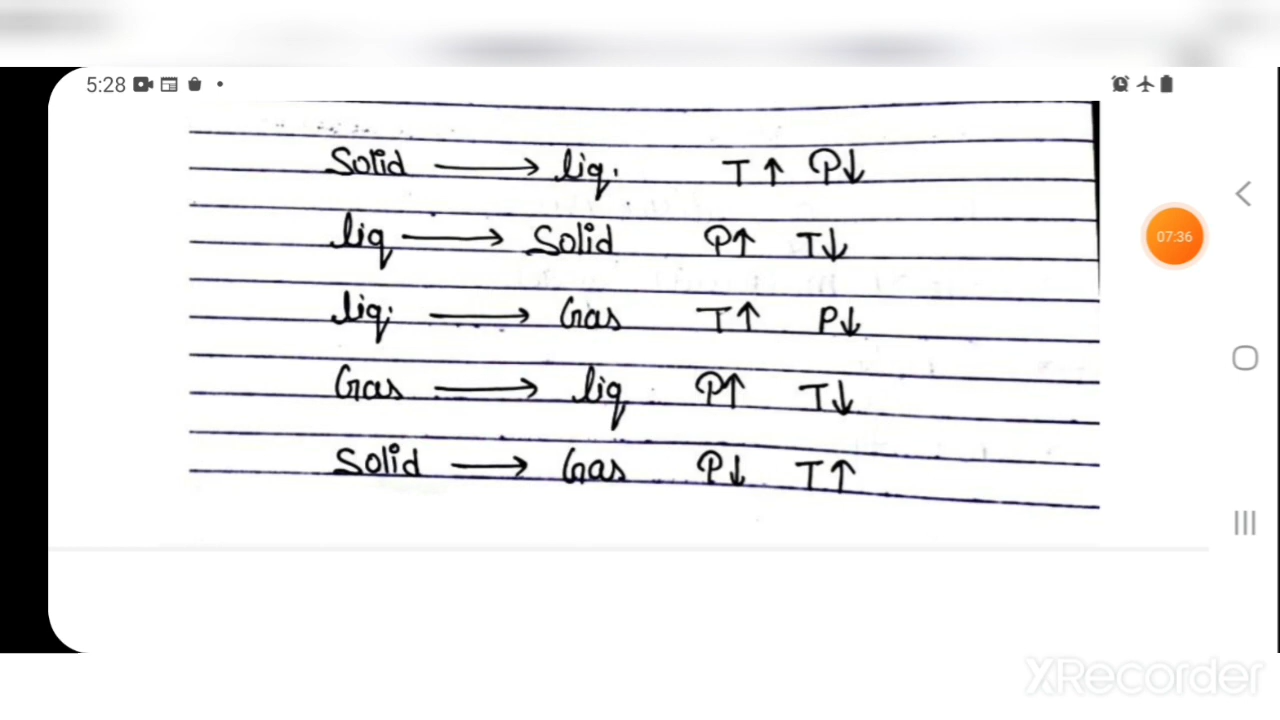 5:28
Solid ⟶ liq. T↑ P↓
07:36
liq ⟶ Solid P↑ T↓
liq. ⟶ Gas T↑ P↓
Gas ⟶ liq P↑ T↓
Solid ⟶ Gas P↓ T↑
XRecorder